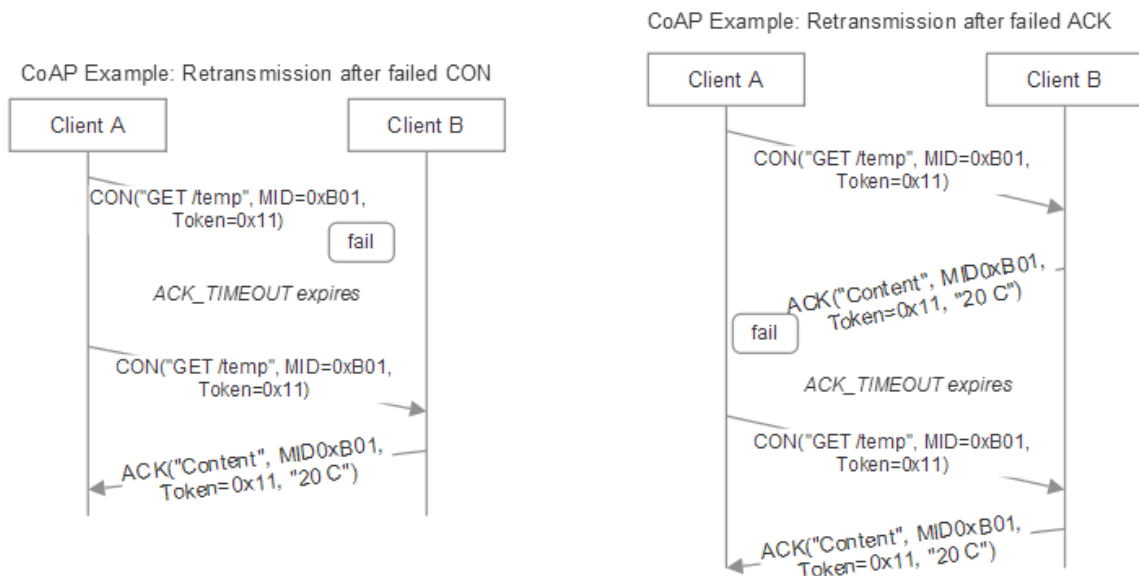 CoAP Example: Retransmission after failed CON
Client A
Client B
CON("GET /temp", MID=0xB01,
Token=0x11)
fail
ACK_TIMEOUT expires
CON("GET /temp", MID=0xB01,
Token=0x11)
ACK("Content", MID0xB01,
Token=0x11, "20 C")
CoAP Example: Retransmission after failed ACK
Client A
Client B
CON("GET /temp", MID=0xB01,
Token=0x11)
ACK("Content", MID0xB01,
Token=0x11, "20 C")
fail
ACK_TIMEOUT expires
CON("GET /temp", MID=0xB01,
Token=0x11)
ACK("Content", MID0xB01,
Token=0x11, "20 C")